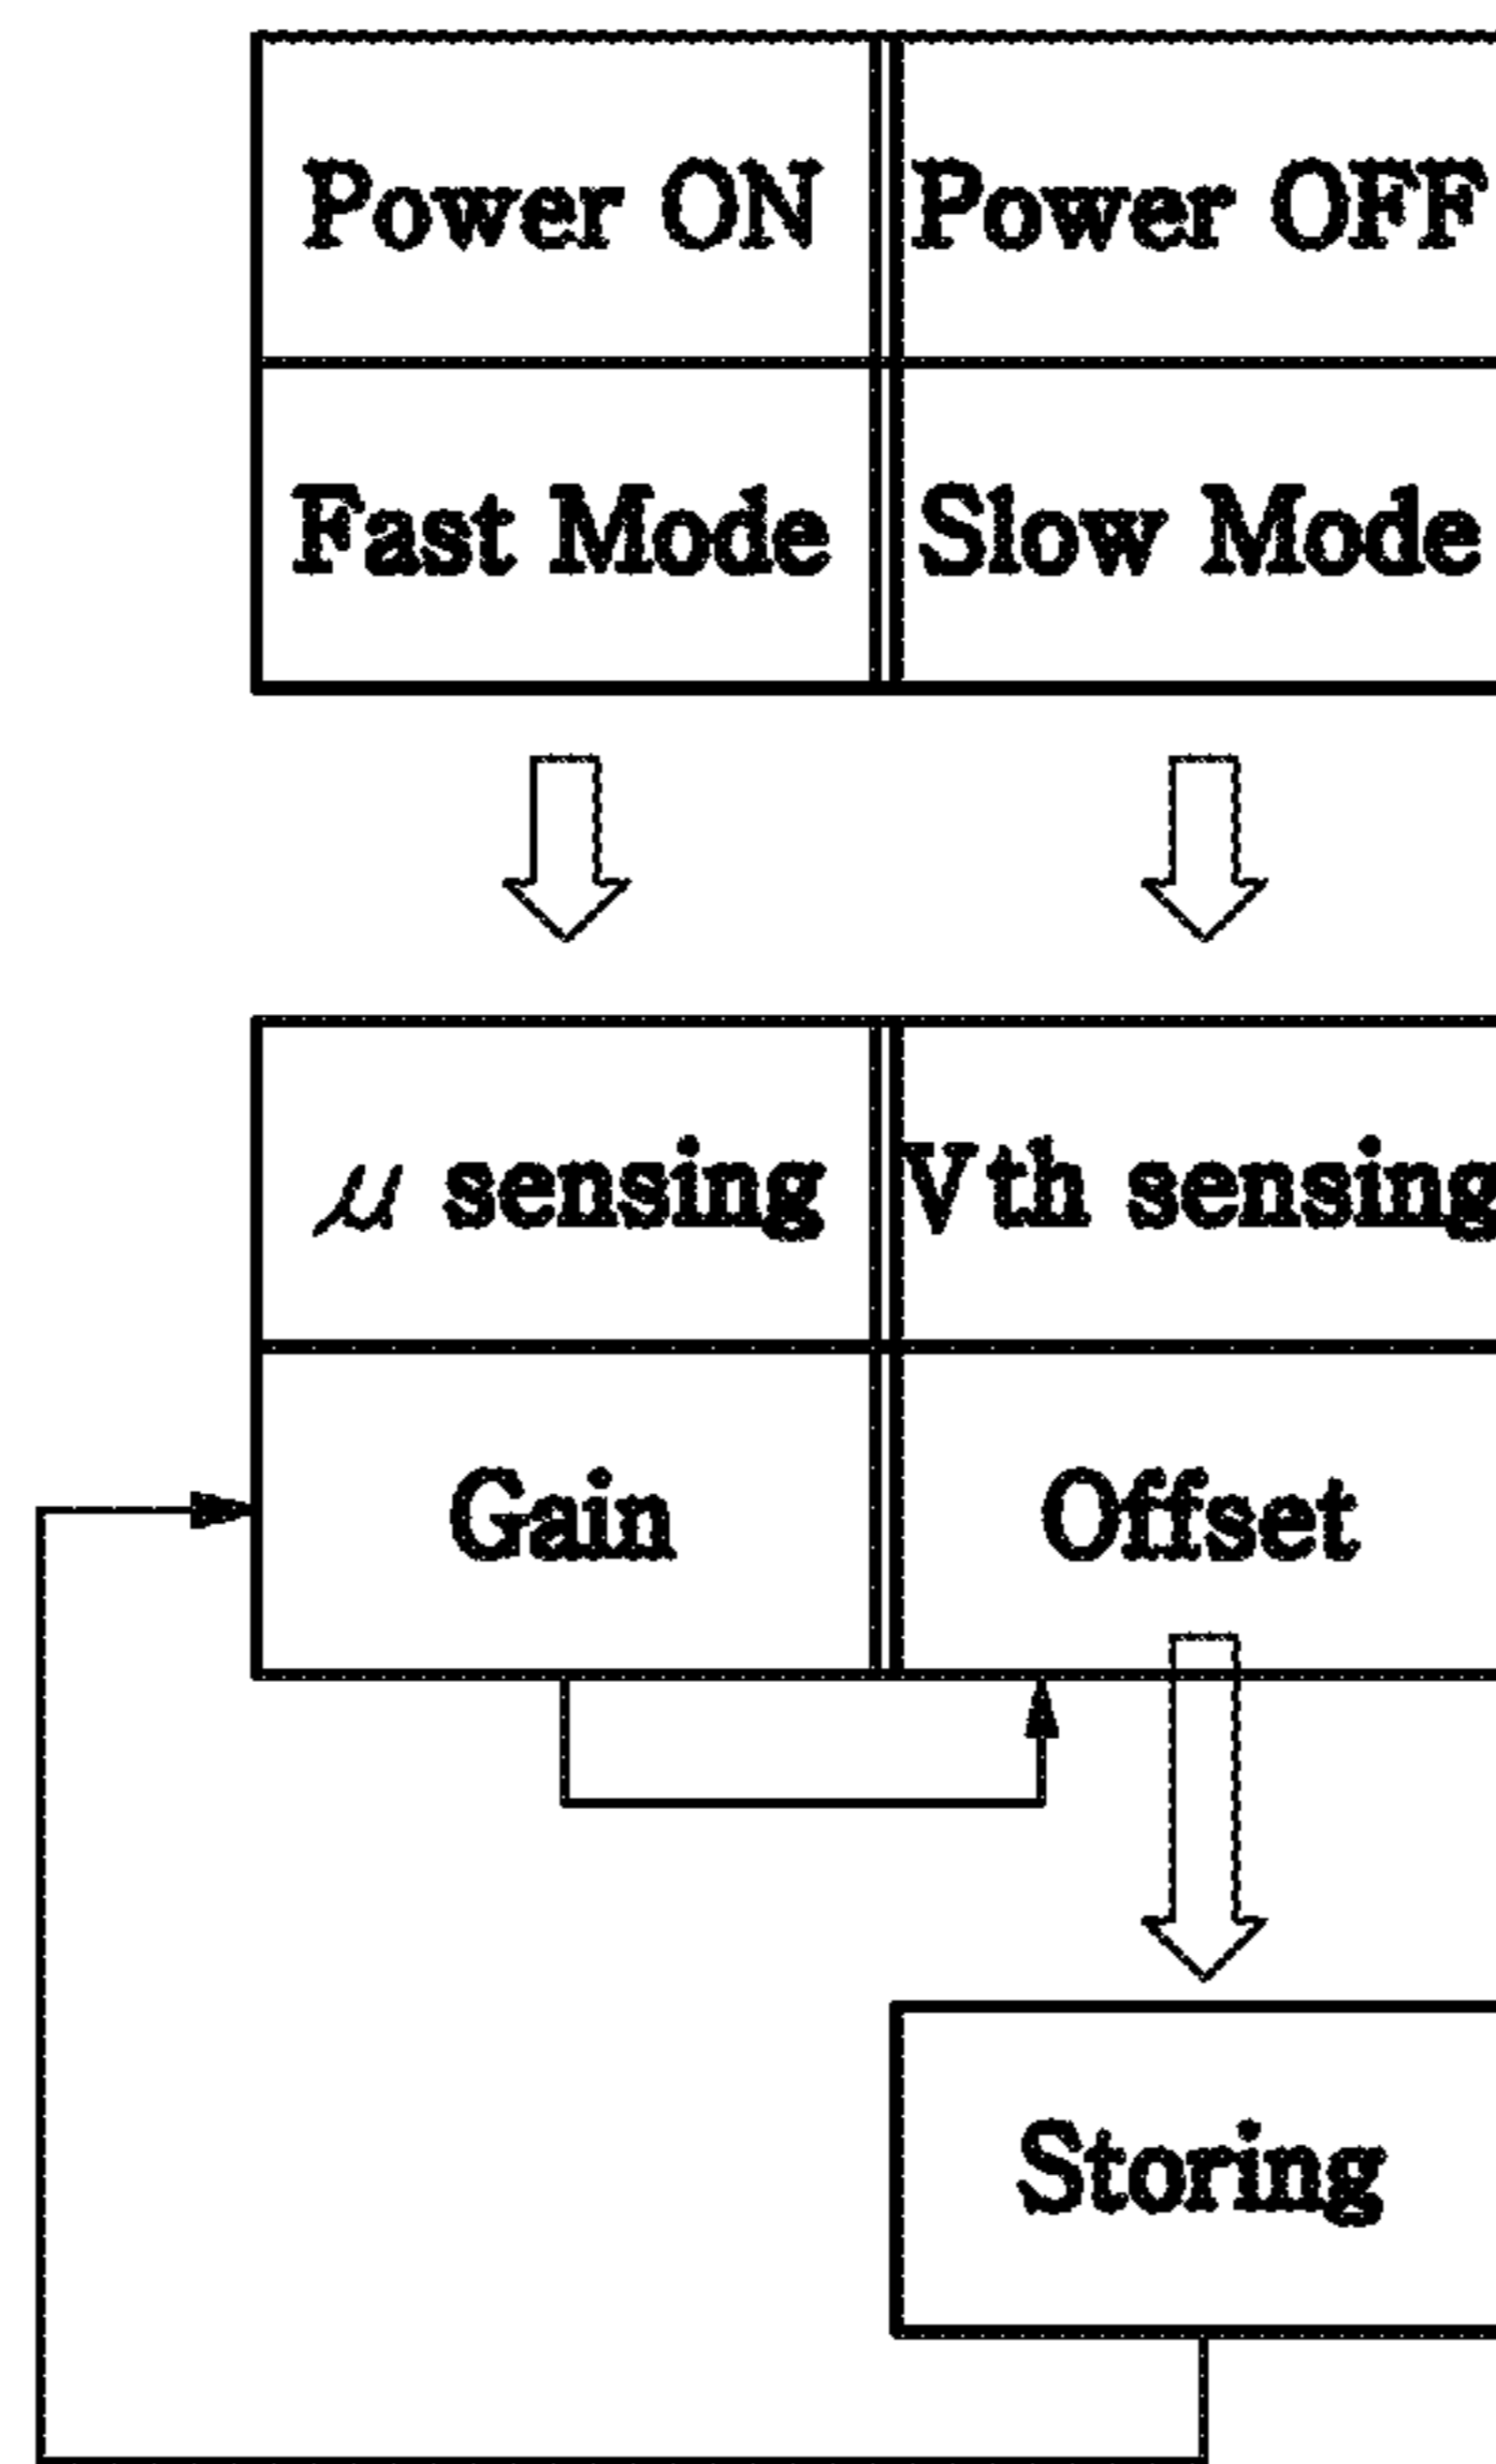 Power ON Power OFF
Fast Mode Slow Mode
μ sensing Vth sensing
Gain Offset
Storing